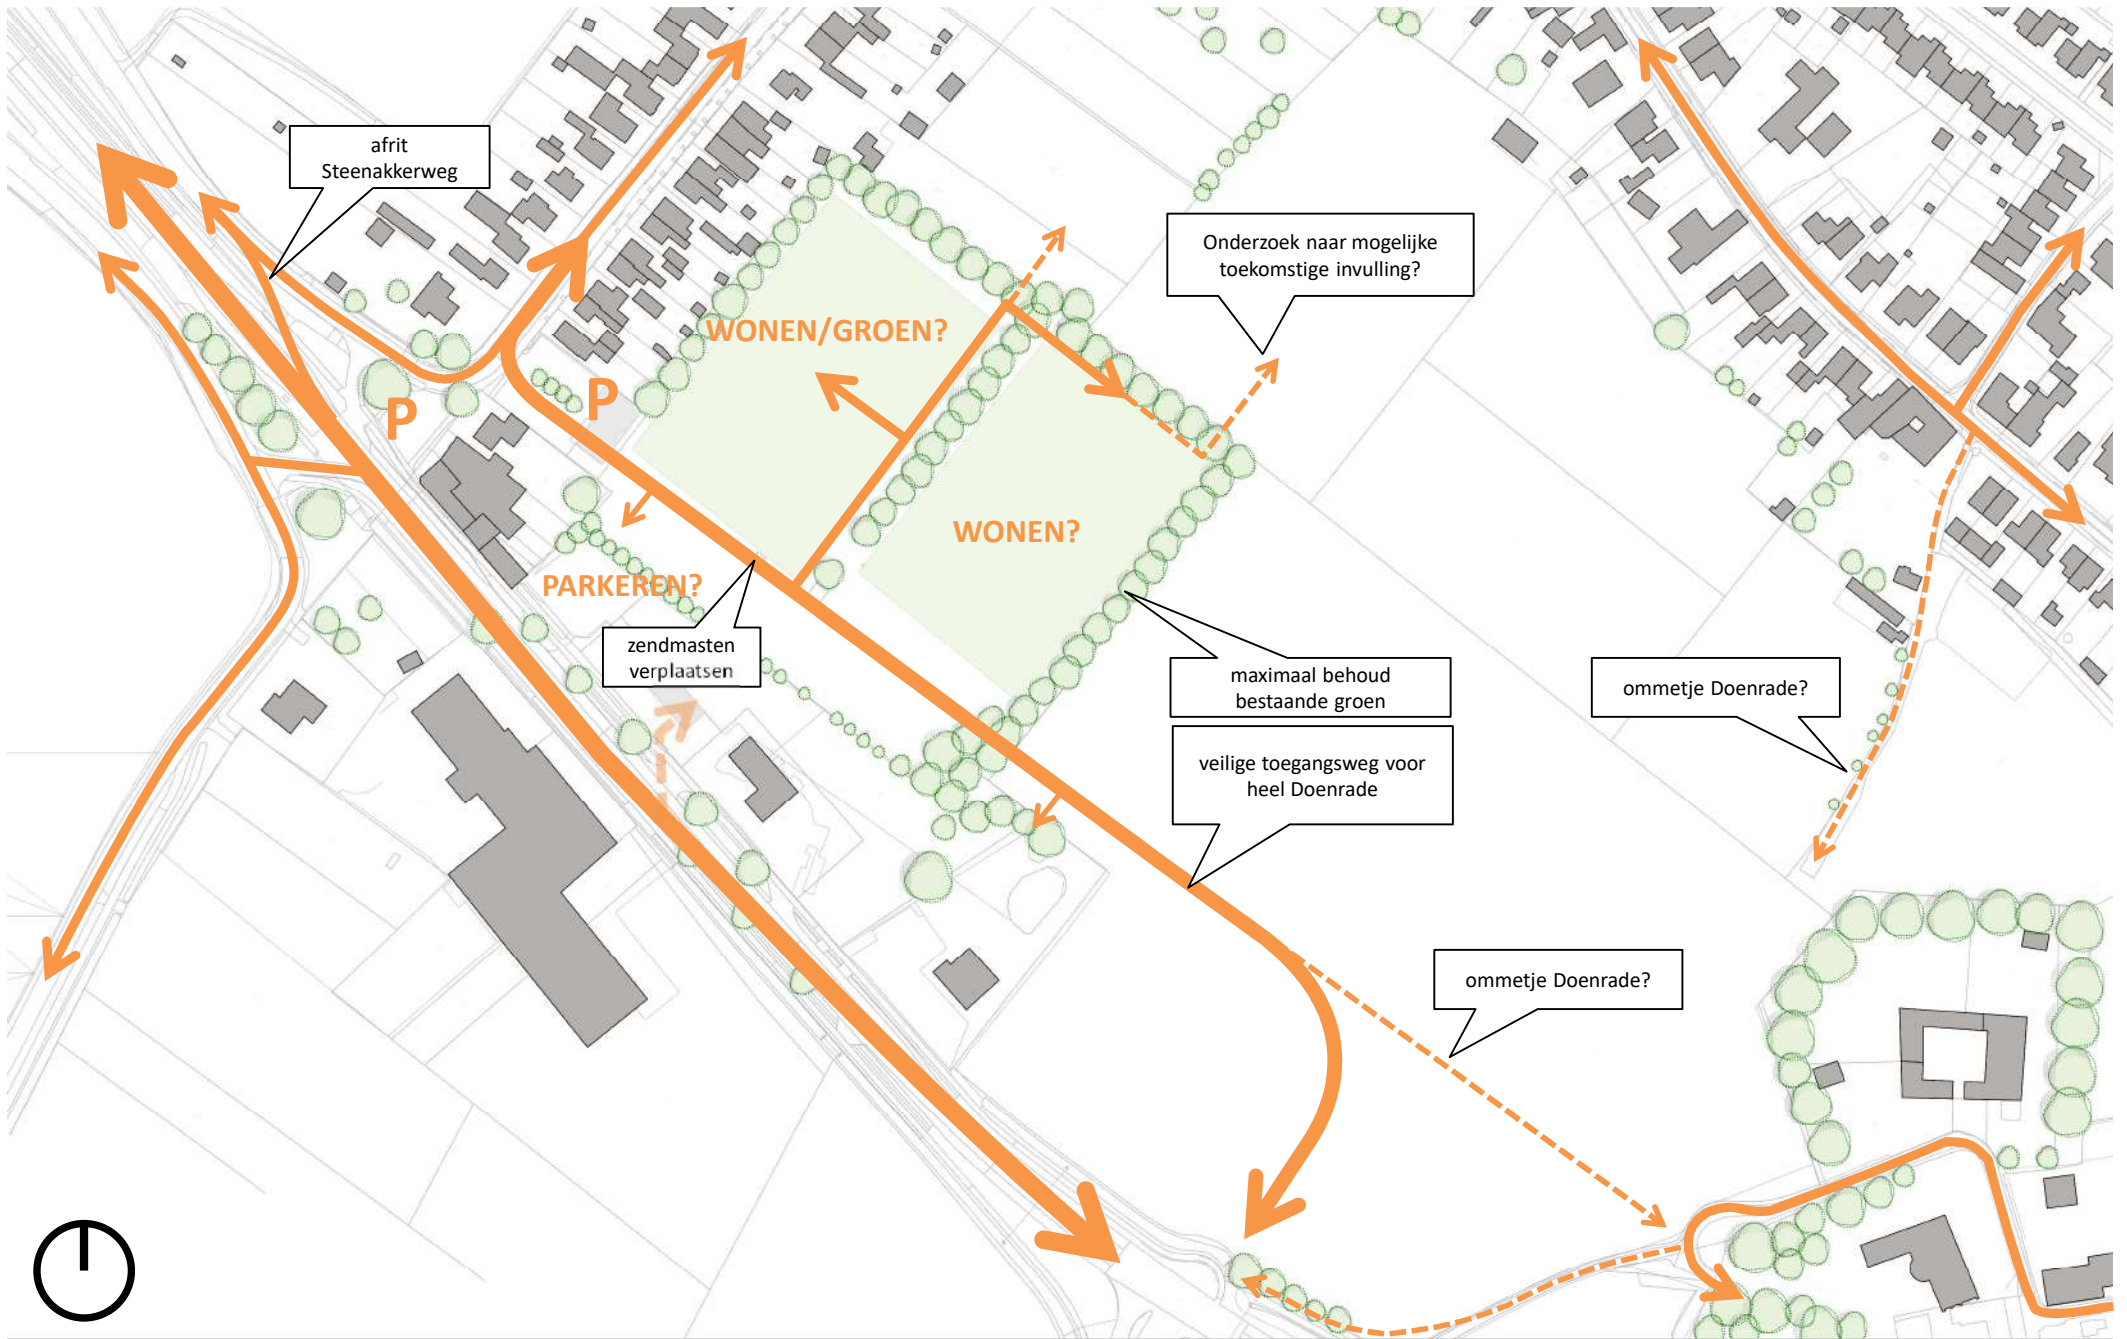 afrit
Steenakkerweg
Onderzoek naar mogelijke
toekomstige invulling?
WONEN/GROEN?
P
P
WONEN?
PARKEREN?
zendmasten
verplaatsen
maximaal behoud
bestaande groen
ommetje Doenrade?
veilige toegangsweg voor
heel Doenrade
ommetje Doenrade?